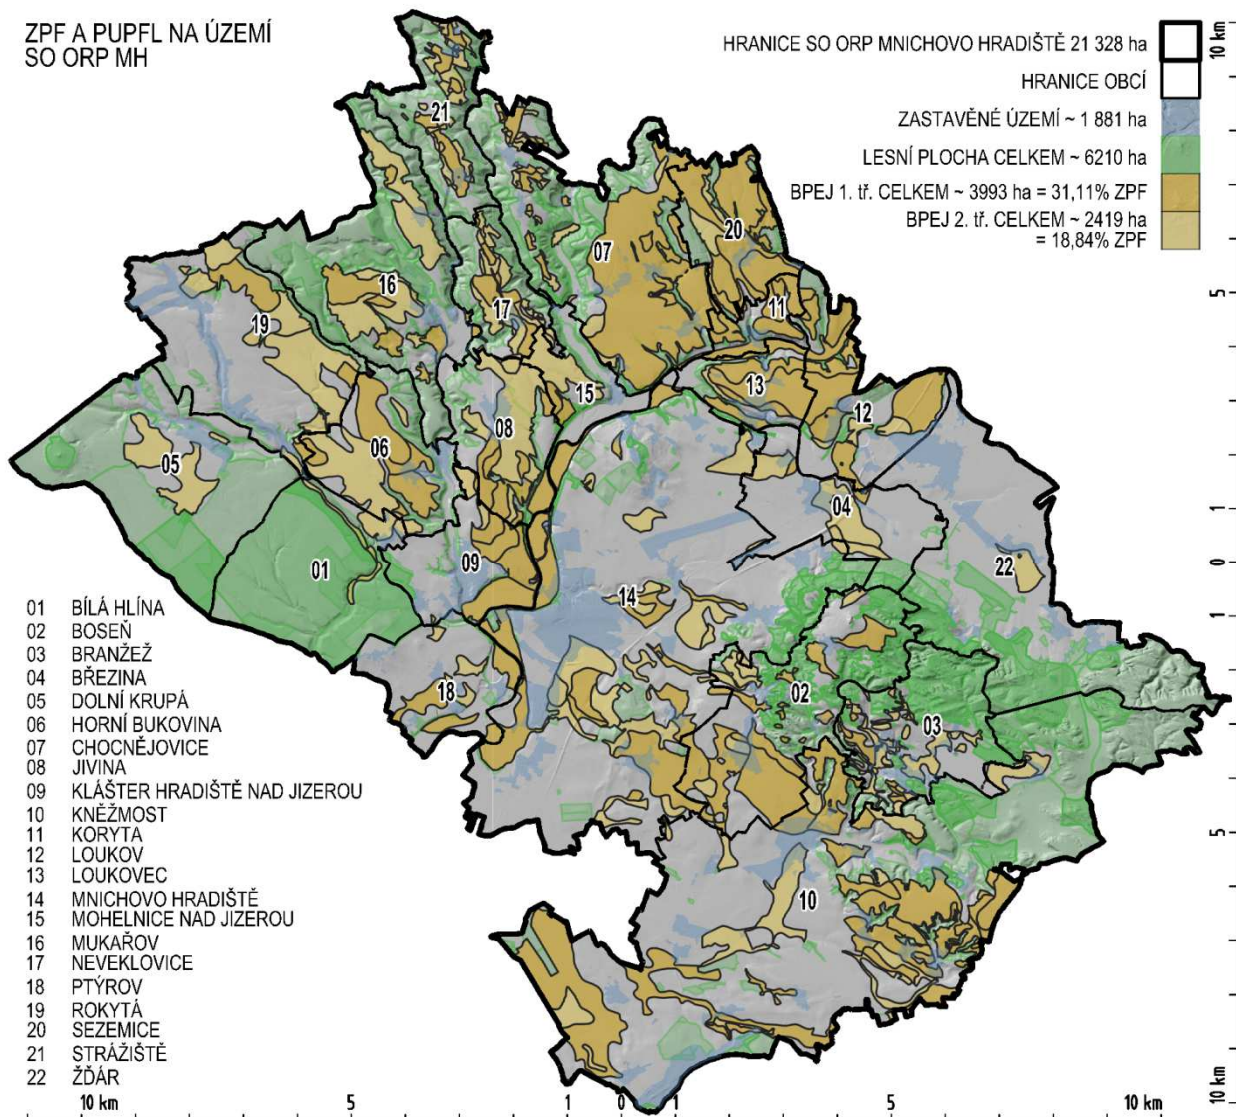 ZPF A PUPFL NA ÚZEMÍ
SO ORP MH
HRANICE SO ORP MNICHOVO HRADIŠTĚ 21 328 ha
HRANICE OBCÍ
ZASTAVĚNÉ ÚZEMÍ ~ 1 881 ha
LESNÍ PLOCHA CELKEM ~ 6210 ha
BPEJ 1. tř. CELKEM ~ 3993 ha = 31,11% ZPF
BPEJ 2. tř. CELKEM ~ 2419 ha
= 18,84% ZPF
10 km
5
1
0
1
5
10 km
21
20
07
16
11
17
19
13
15
12
08
06
05
04
09
22
01
14
18
02
03
10
01 BÍLÁ HLÍNA
02 BOSEŇ
03 BRANŽEŽ
04 BŘEZINA
05 DOLNÍ KRUPÁ
06 HORNÍ BUKOVINA
07 CHOCNĚJOVICE
08 JIVINA
09 KLÁŠTER HRADIŠTĚ NAD JIZEROU
10 KNĚŽMOST
11 KORYTA
12 LOUKOV
13 LOUKOVEC
14 MNICHOVO HRADIŠTĚ
15 MOHELNICE NAD JIZEROU
16 MUKAŘOV
17 NEVEKLOVICE
18 PTÝROV
19 ROKYTÁ
20 SEZEMICE
21 STRÁŽIŠTĚ
22 ŽĎÁR
10 km 5 1 0 1 5 10 km